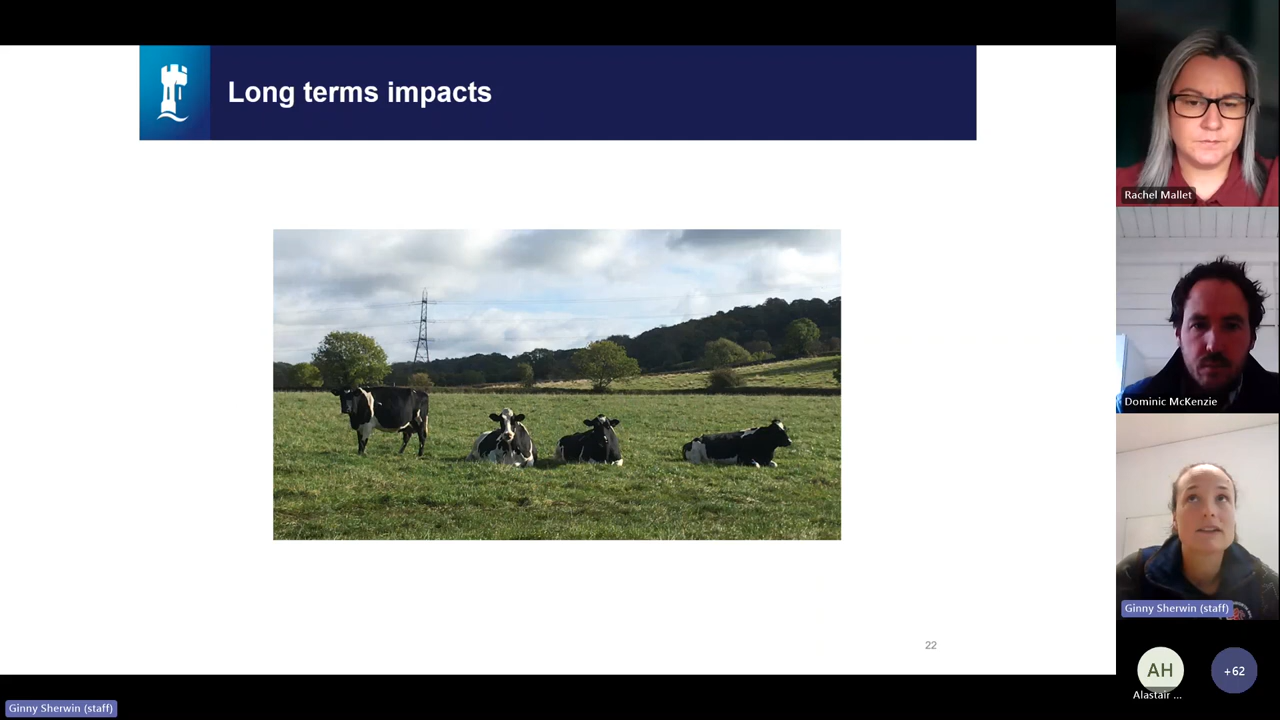 Long terms impacts
22
Rachel Mallet
Dominic McKenzie
Ginny Sherwin (staff)
AH
+62
Alastair ...
Ginny Sherwin (staff)